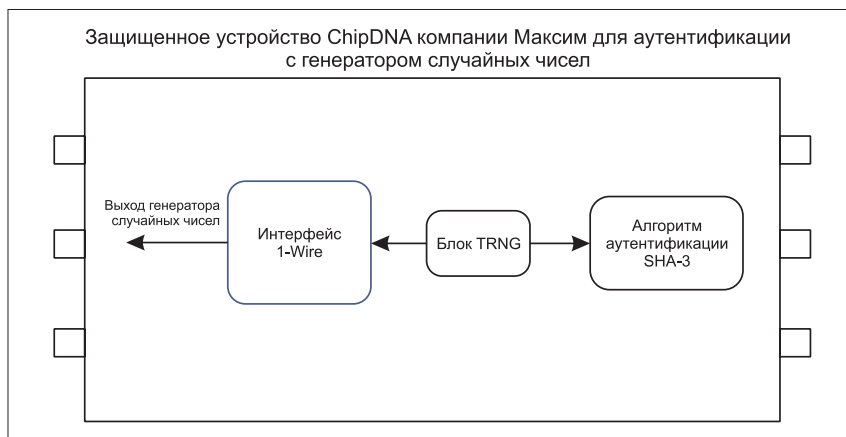 Защищенное устройство ChipDNA компании Максим для аутентификации
с генератором случайных чисел
Выход генератора
случайных чисел
Интерфейс
1-Wire
Блок TRNG
Алгоритм
аутентификации
SHA-3